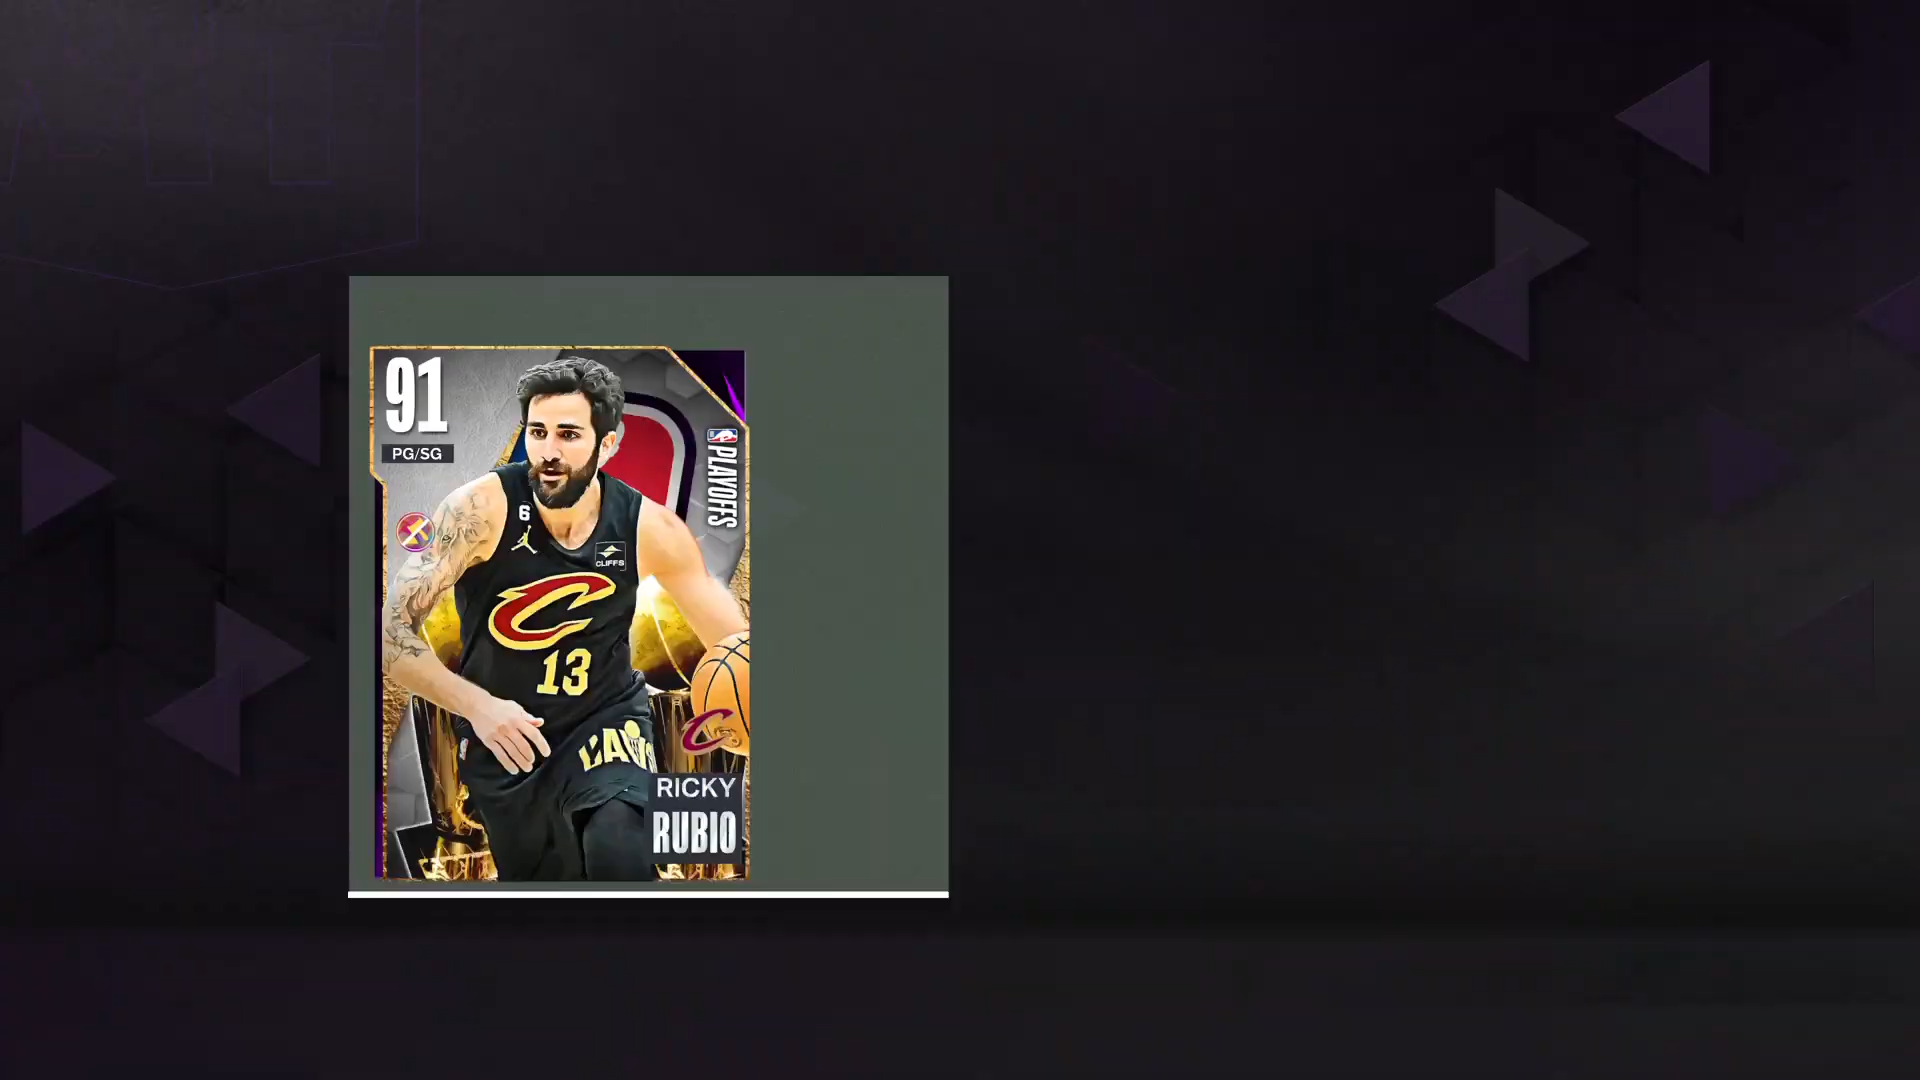 91
PG/SG
PLAYOFFS
6
CLIFFS
C
13
CAVS
C
RICKY
RUBIO